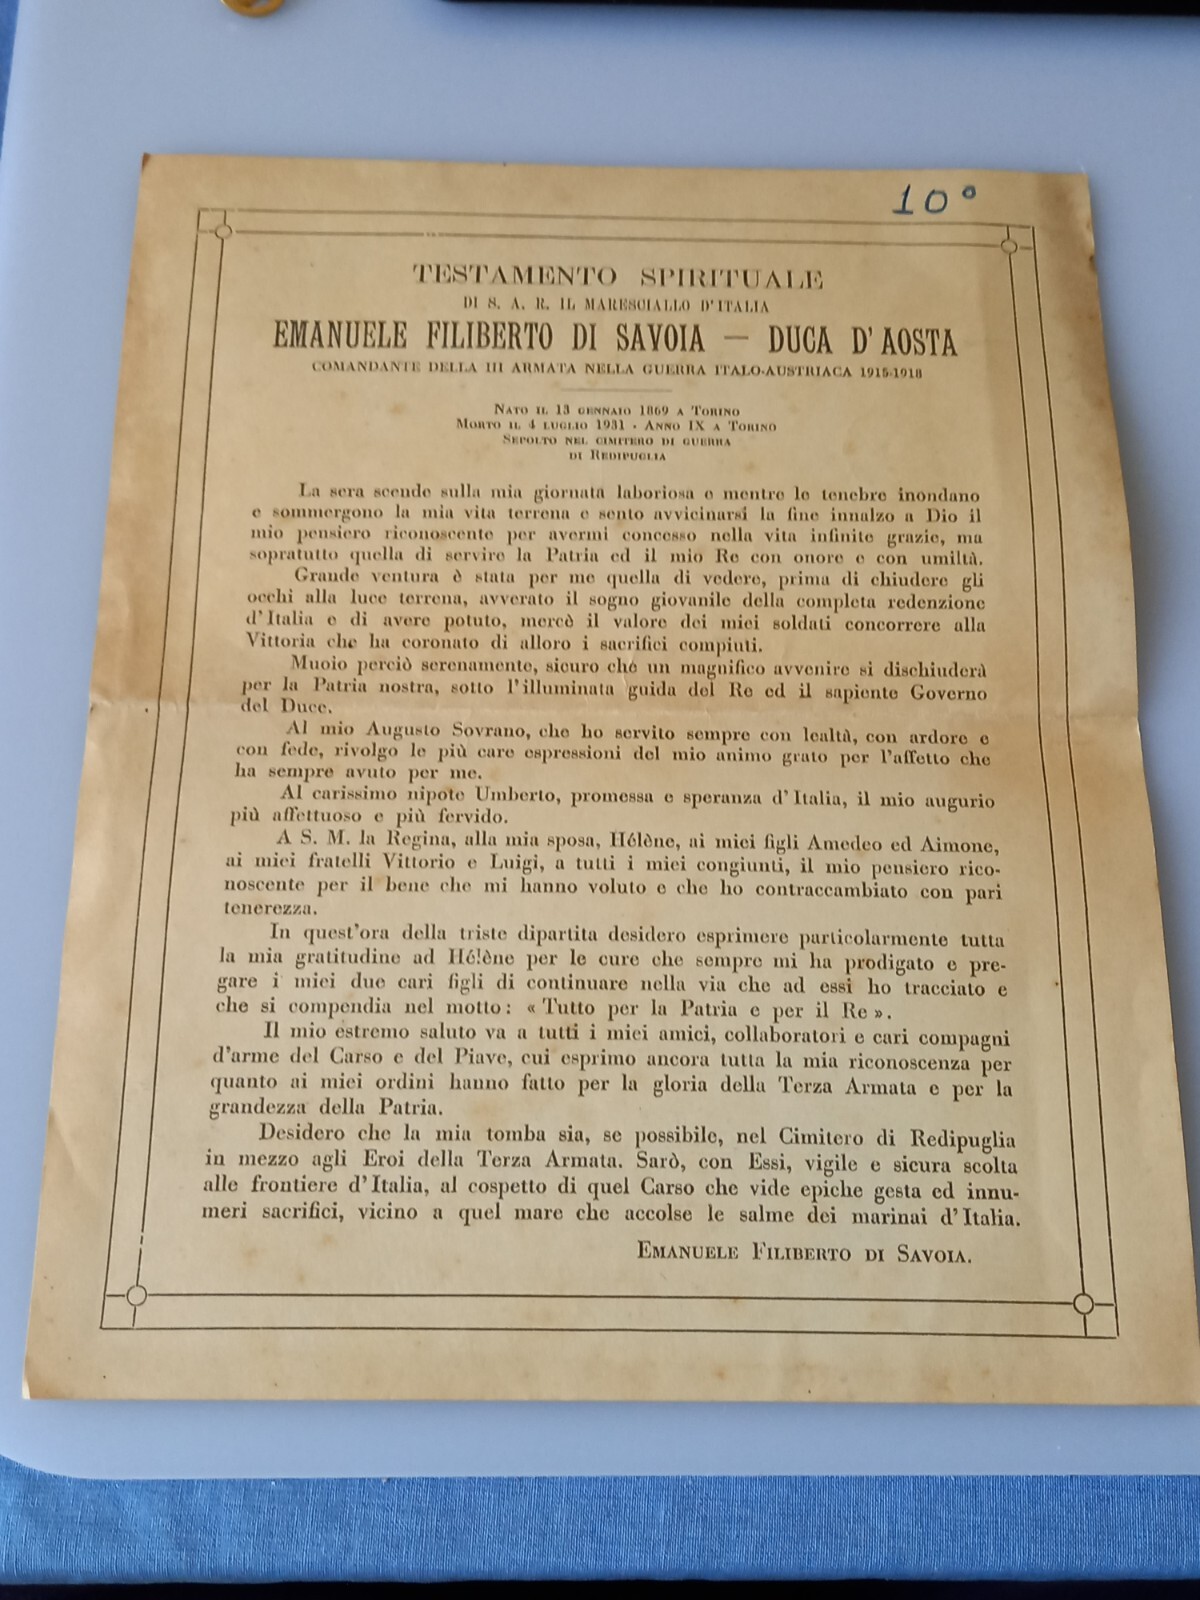 10°
TESTAMENTO SPIRITUALE
DI S. A. R. IL MARESCIALLO D'ITALIA
EMANUELE FILIBERTO DI SAVOIA — DUCA D'AOSTA
COMANDANTE DELLA III ARMATA NELLA GUERRA ITALO-AUSTRIACA 1915-1918
NATO IL 13 GENNAIO 1869 A TORINO
MORTO IL 4 LUGLIO 1931 - ANNO IX A TORINO
SEPOLTO NEL CIMITERO DI GUERRA
DI REDIPUGLIA
La sera scende sulla mia giornata laboriosa e mentre le tenebre inondano
e sommergono la mia vita terrena e sento avvicinarsi la fine innalzo a Dio il
mio pensiero riconoscente per avermi concesso nella vita infinite grazie, ma
sopratutto quella di servire la Patria ed il mio Re con onore e con umiltà.
Grande ventura è stata per me quella di vedere, prima di chiudere gli
occhi alla luce terrena, avverato il sogno giovanile della completa redenzione
d'Italia e di avere potuto, mercè il valore dei miei soldati concorrere alla
Vittoria che ha coronato di alloro i sacrifici compiuti.
Muoio perciò serenamente, sicuro che un magnifico avvenire si dischiuderà
per la Patria nostra, sotto l'illuminata guida del Re ed il sapiente Governo
del Duce.
Al mio Augusto Sovrano, che ho servito sempre con lealtà, con ardore e
con fede, rivolgo le più care espressioni del mio animo grato per l'affetto che
ha sempre avuto per me.
Al carissimo nipote Umberto, promessa e speranza d'Italia, il mio augurio
più affettuoso e più fervido.
A S. M. la Regina, alla mia sposa, Hélène, ai miei figli Amedeo ed Aimone,
ai miei fratelli Vittorio e Luigi, a tutti i miei congiunti, il mio pensiero rico-
noscente per il bene che mi hanno voluto e che ho contraccambiato con pari
tenerezza.
In quest'ora della triste dipartita desidero esprimere particolarmente tutta
la mia gratitudine ad Hélène per le cure che sempre mi ha prodigato e pre-
gare i miei due cari figli di continuare nella via che ad essi ho tracciato e
che si compendia nel motto: « Tutto per la Patria e per il Re ».
Il mio estremo saluto va a tutti i miei amici, collaboratori e cari compagni
d'arme del Carso e del Piave, cui esprimo ancora tutta la mia riconoscenza per
quanto ai miei ordini hanno fatto per la gloria della Terza Armata e per la
grandezza della Patria.
Desidero che la mia tomba sia, se possibile, nel Cimitero di Redipuglia
in mezzo agli Eroi della Terza Armata. Sarò, con Essi, vigile e sicura scolta
alle frontiere d'Italia, al cospetto di quel Carso che vide epiche gesta ed innu-
meri sacrifici, vicino a quel mare che accolse le salme dei marinai d'Italia.
EMANUELE FILIBERTO DI SAVOIA.